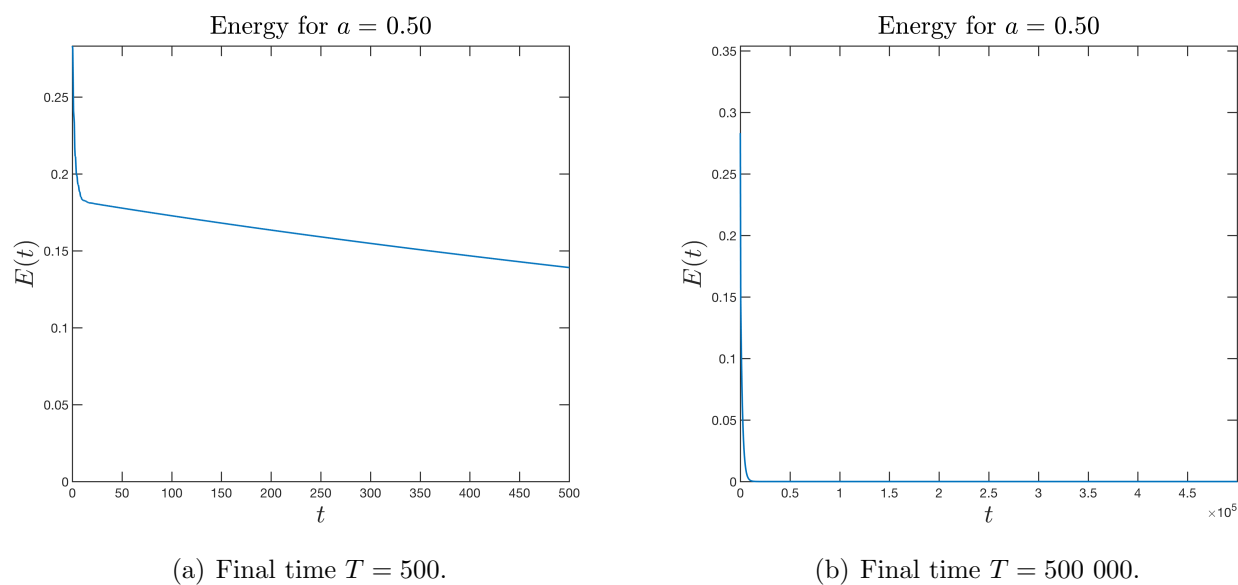 Energy for a = 0.50
0.25
0.2
0.15
0.1
0.05
0
E(t)
0 50 100 150 200 250 300 350 400 450 500
t
(a) Final time T = 500.
Energy for a = 0.50
0.35
0.3
0.25
0.2
0.15
0.1
0.05
0
E(t)
0 0.5 1 1.5 2 2.5 3 3.5 4 4.5
×10⁵
t
(b) Final time T = 500 000.